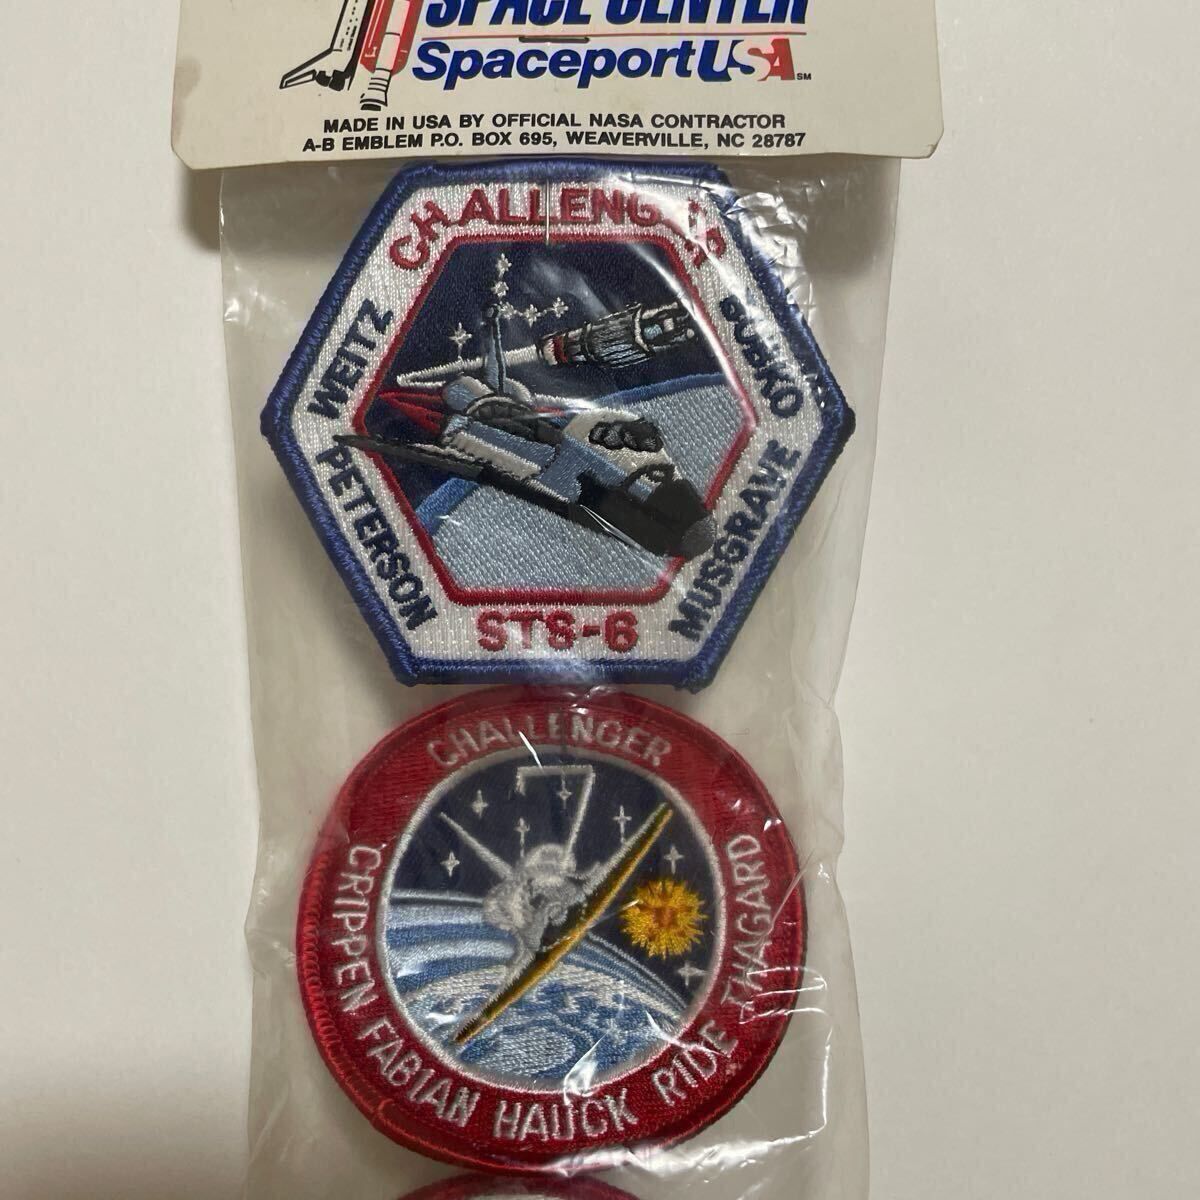 SPACE CENTER
SpaceportUSA SM
MADE IN USA BY OFFICIAL NASA CONTRACTOR
A-B EMBLEM P.O. BOX 695, WEAVERVILLE, NC 28787
CHALLENGER
WEITZ
BOBKO
PETERSON
MUSGRAVE
STS-6
CHALLENGER
7
CRIPPEN FABIAN HAUCK RIDE THAGARD